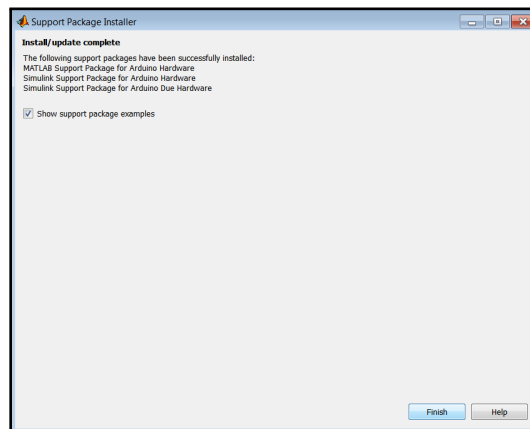 Support Package Installer
Install/update complete
The following support packages have been successfully installed:
MATLAB Support Package for Arduino Hardware
Simulink Support Package for Arduino Hardware
Simulink Support Package for Arduino Due Hardware
Show support package examples
Finish Help